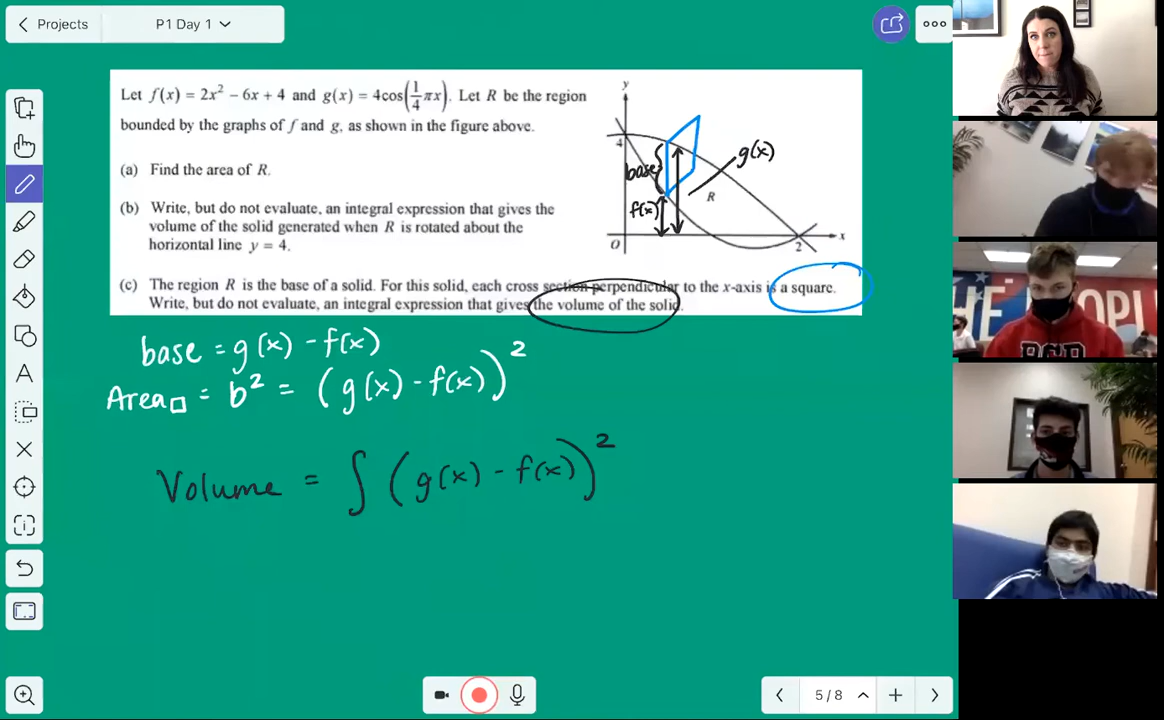 Projects
P1 Day 1
Let f(x) = 2x² − 6x + 4 and g(x) = 4cos(1/4 πx). Let R be the region
bounded by the graphs of f and g, as shown in the figure above.
(a) Find the area of R.
(b) Write, but do not evaluate, an integral expression that gives the
volume of the solid generated when R is rotated about the
horizontal line y = 4.
(c) The region R is the base of a solid. For this solid, each cross section perpendicular to the x-axis is a square.
Write, but do not evaluate, an integral expression that gives the volume of the solid.
y
4
base
g(x)
R
f(x)
O
2
x
base = g(x) - f(x)
Area□ = b² = (g(x) - f(x))²
Volume = ∫ (g(x) - f(x))²
A
5/8
THE PEOPL